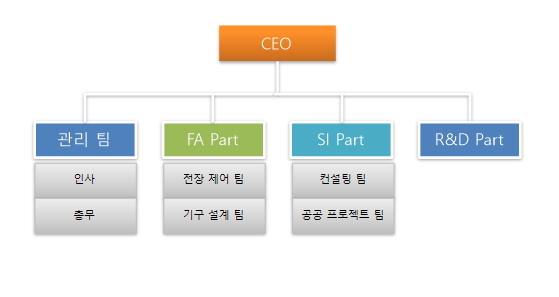 CEO
관리 팀
FA Part
SI Part
R&D Part
인사
전장 제어 팀
컨설팅 팀
총무
기구 설계 팀
공공 프로젝트 팀